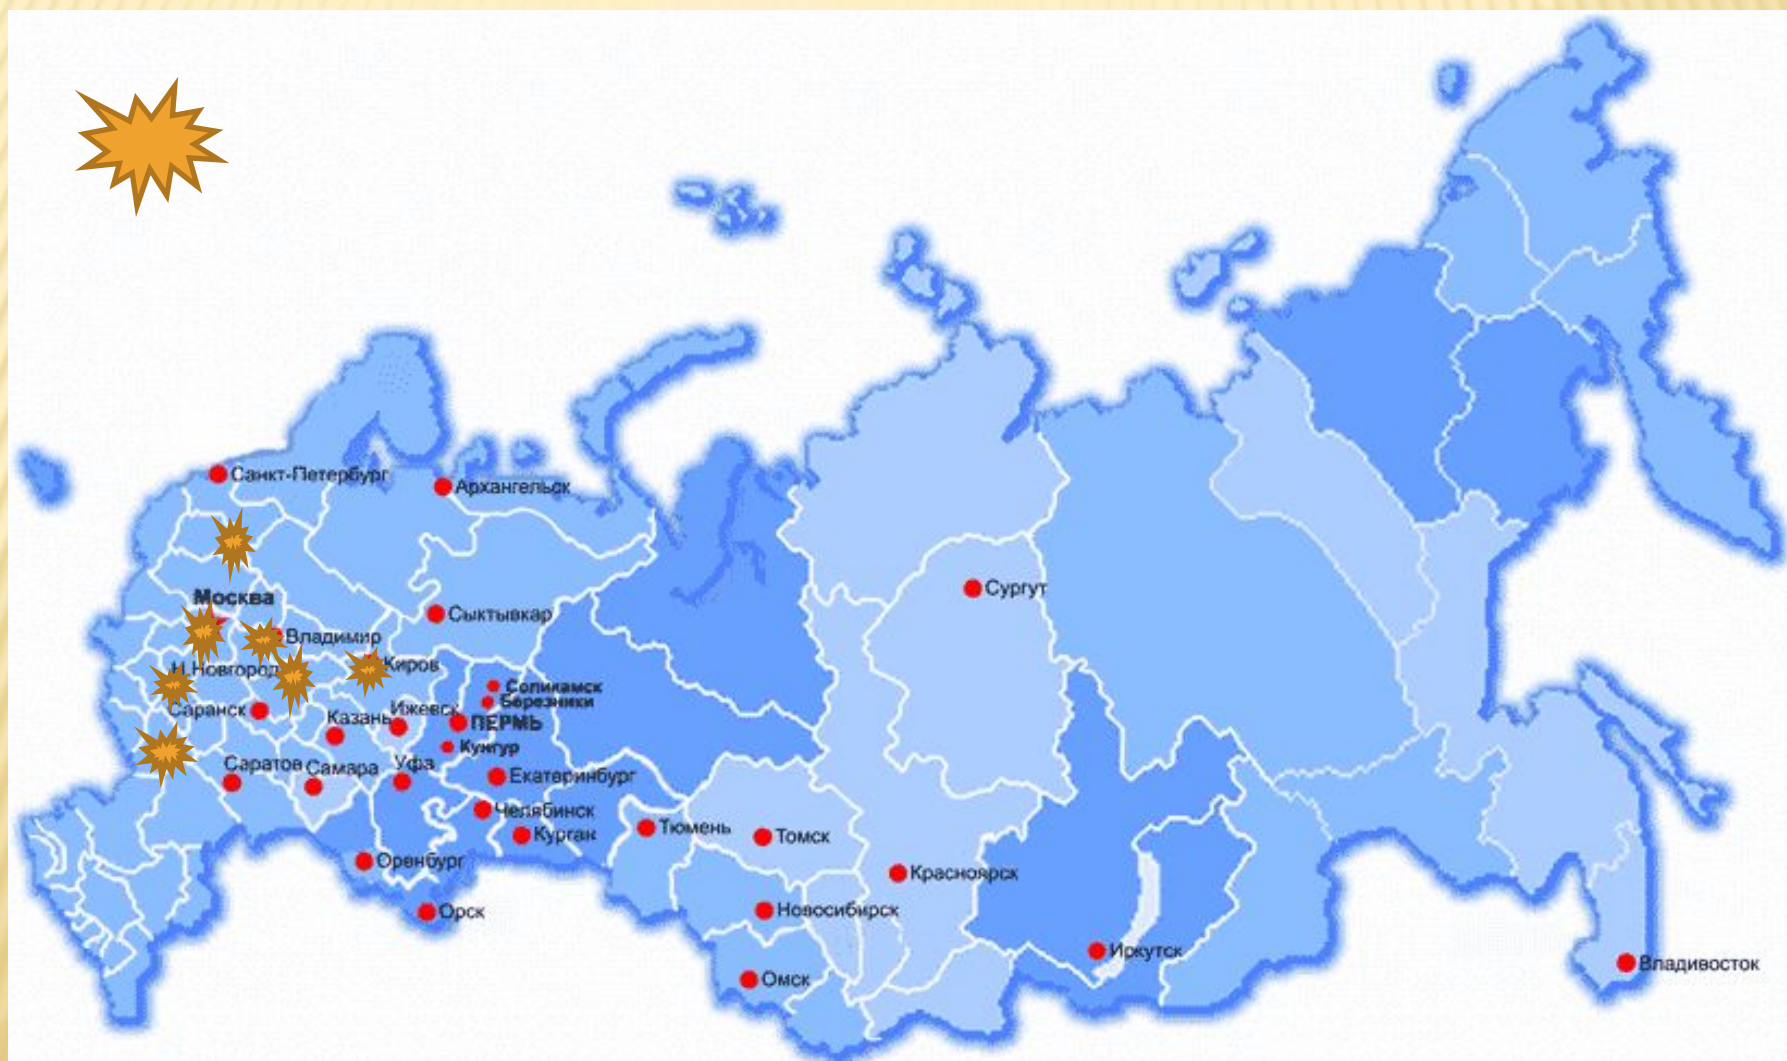 Санкт-Петербург
Архангельск
Москва
Сургут
Сыктывкар
Владимир
Киров
Н.Новгород
Соликамск
Березники
Саранск
Казань
Ижевск
ПЕРМЬ
Кунгур
Саратов
Самара
Уфа
Екатеринбург
Челябинск
Курган
Тюмень
Томск
Оренбург
Красноярск
Орск
Новосибирск
Иркутск
Владивосток
Омск